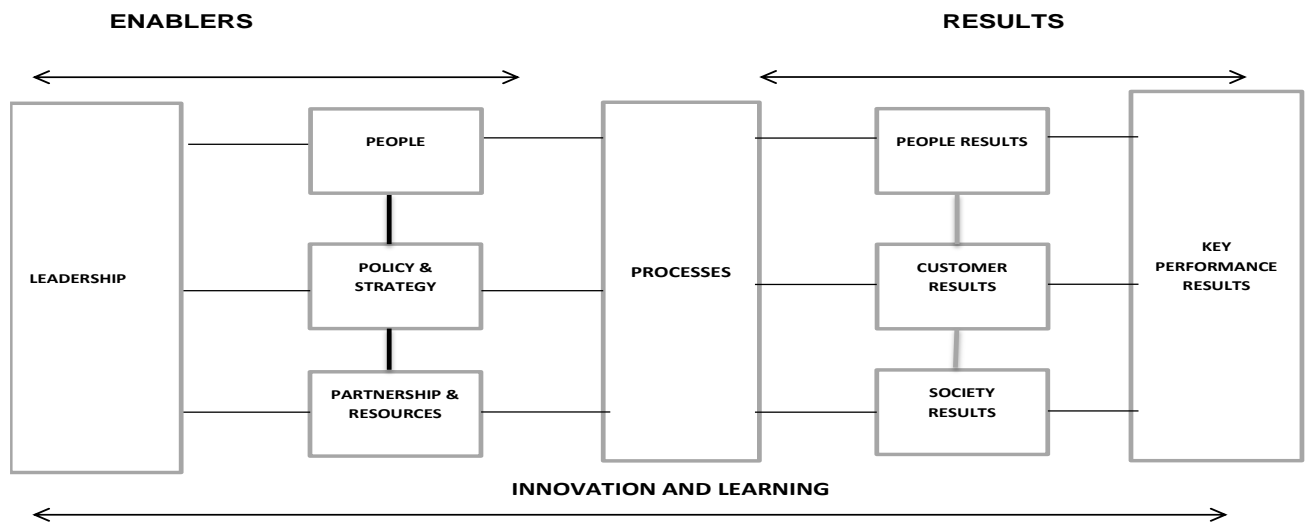 ENABLERS
RESULTS
LEADERSHIP
PEOPLE
POLICY &
STRATEGY
PARTNERSHIP &
RESOURCES
PROCESSES
PEOPLE RESULTS
CUSTOMER
RESULTS
SOCIETY
RESULTS
KEY
PERFORMANCE
RESULTS
INNOVATION AND LEARNING